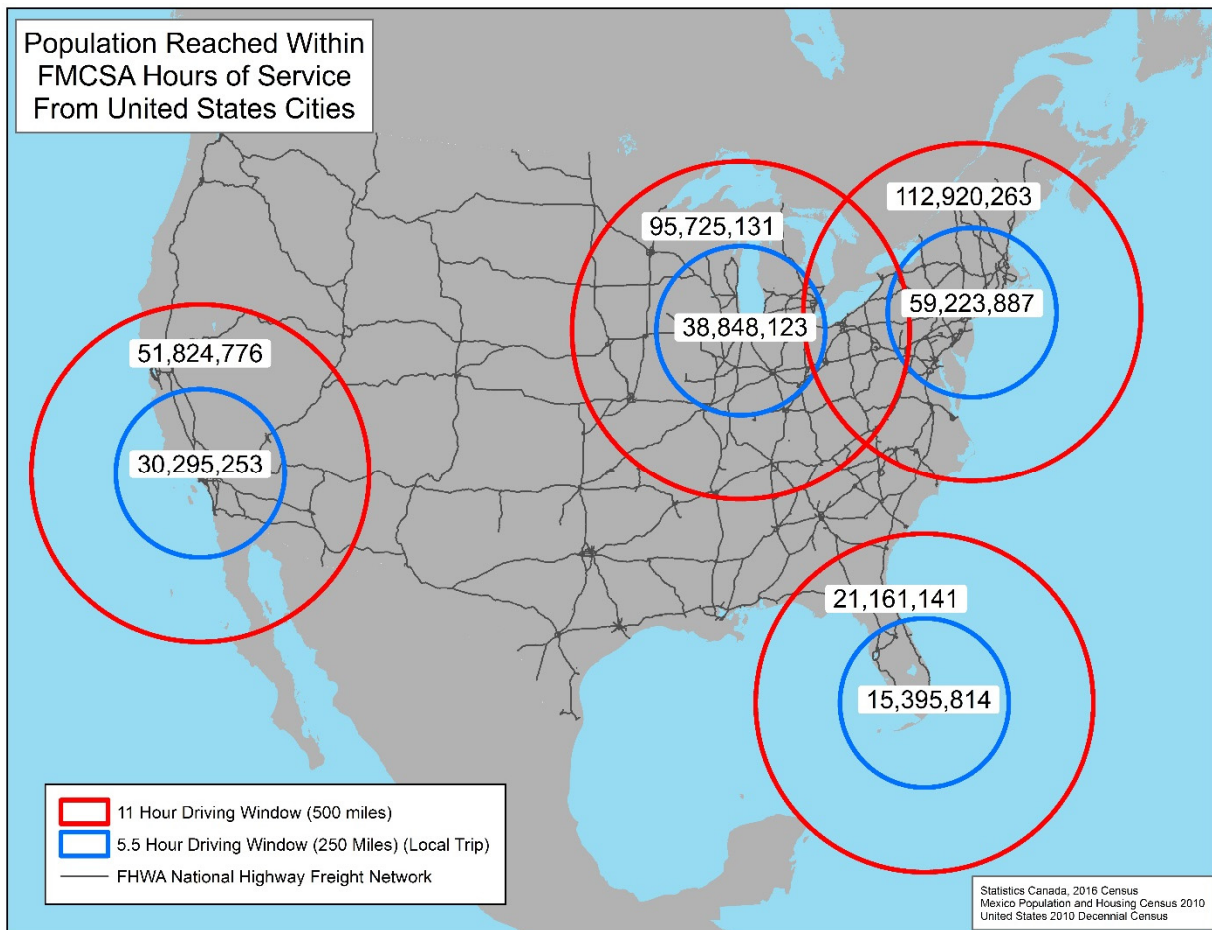 Population Reached Within
FMCSA Hours of Service
From United States Cities
112,920,263
95,725,131
59,223,887
38,848,123
51,824,776
30,295,253
21,161,141
15,395,814
11 Hour Driving Window (500 miles)
5.5 Hour Driving Window (250 Miles) (Local Trip)
FHWA National Highway Freight Network
Statistics Canada, 2016 Census
Mexico Population and Housing Census 2010
United States 2010 Decennial Census